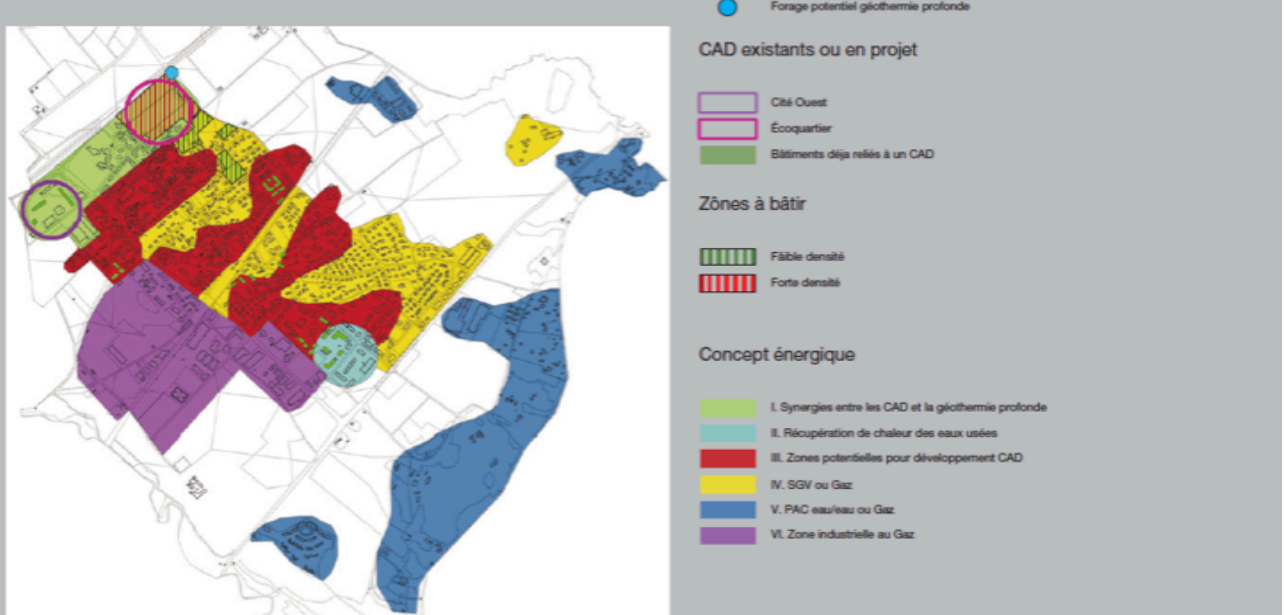 Forage potentiel géothermie profonde
CAD existants ou en projet
Cité Ouest
Écoquartier
Bâtiments déja reliés à un CAD
Zônes à bâtir
Fäible densité
Forte densité
Concept énergique
I. Synergies entre les CAD et la géothermie profonde
II. Récupération de chaleur des eaux usées
III. Zones potentielles pour développement CAD
IV. SGV ou Gaz
V. PAC eau/eau ou Gaz
VI. Zone industrielle au Gaz